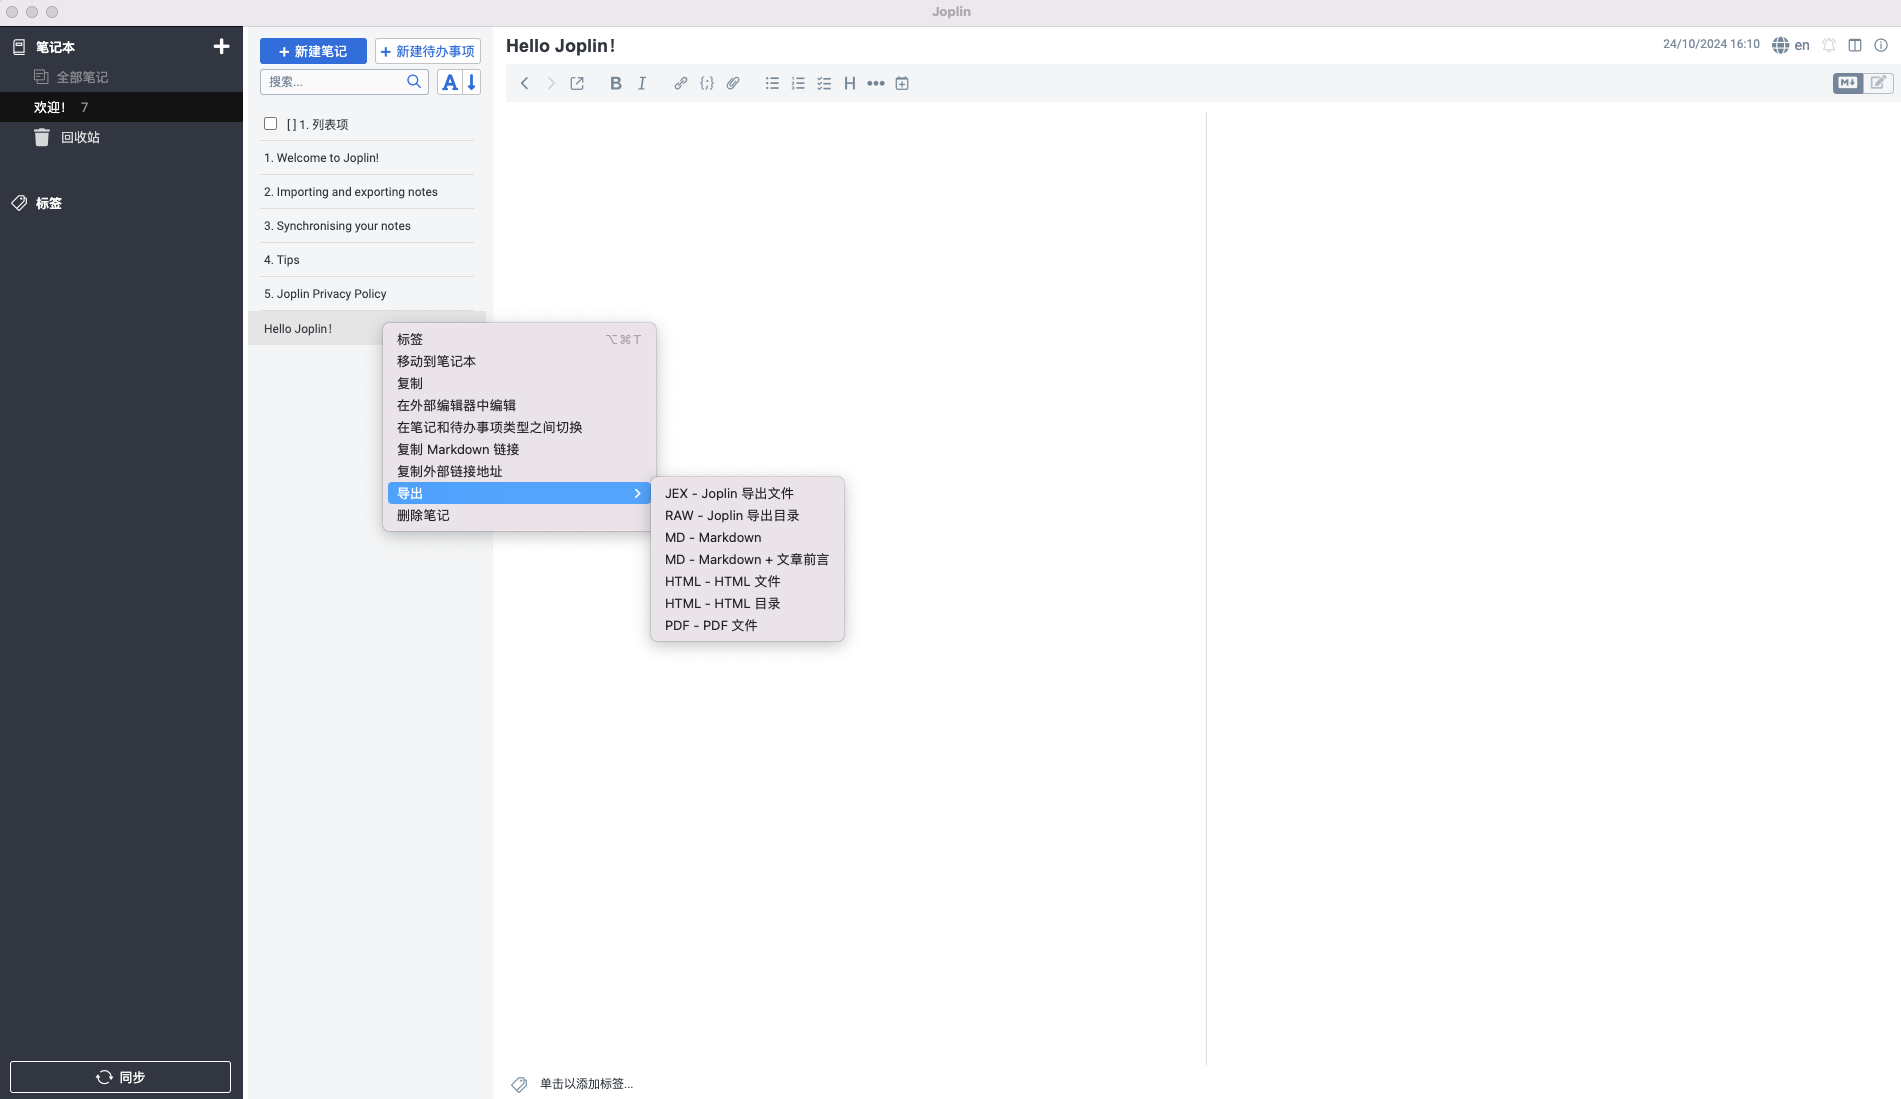 Joplin
笔记本
全部笔记
欢迎! 7
回收站
标签
同步
+ 新建笔记
+ 新建待办事项
搜索...
[ ] 1. 列表项
1. Welcome to Joplin!
2. Importing and exporting notes
3. Synchronising your notes
4. Tips
5. Joplin Privacy Policy
Hello Joplin!
Hello Joplin!
24/10/2024 16:10
en
标签 ⌥⌘T
移动到笔记本
复制
在外部编辑器中编辑
在笔记和待办事项类型之间切换
复制 Markdown 链接
复制外部链接地址
导出
删除笔记
JEX - Joplin 导出文件
RAW - Joplin 导出目录
MD - Markdown
MD - Markdown + 文章前言
HTML - HTML 文件
HTML - HTML 目录
PDF - PDF 文件
单击以添加标签...